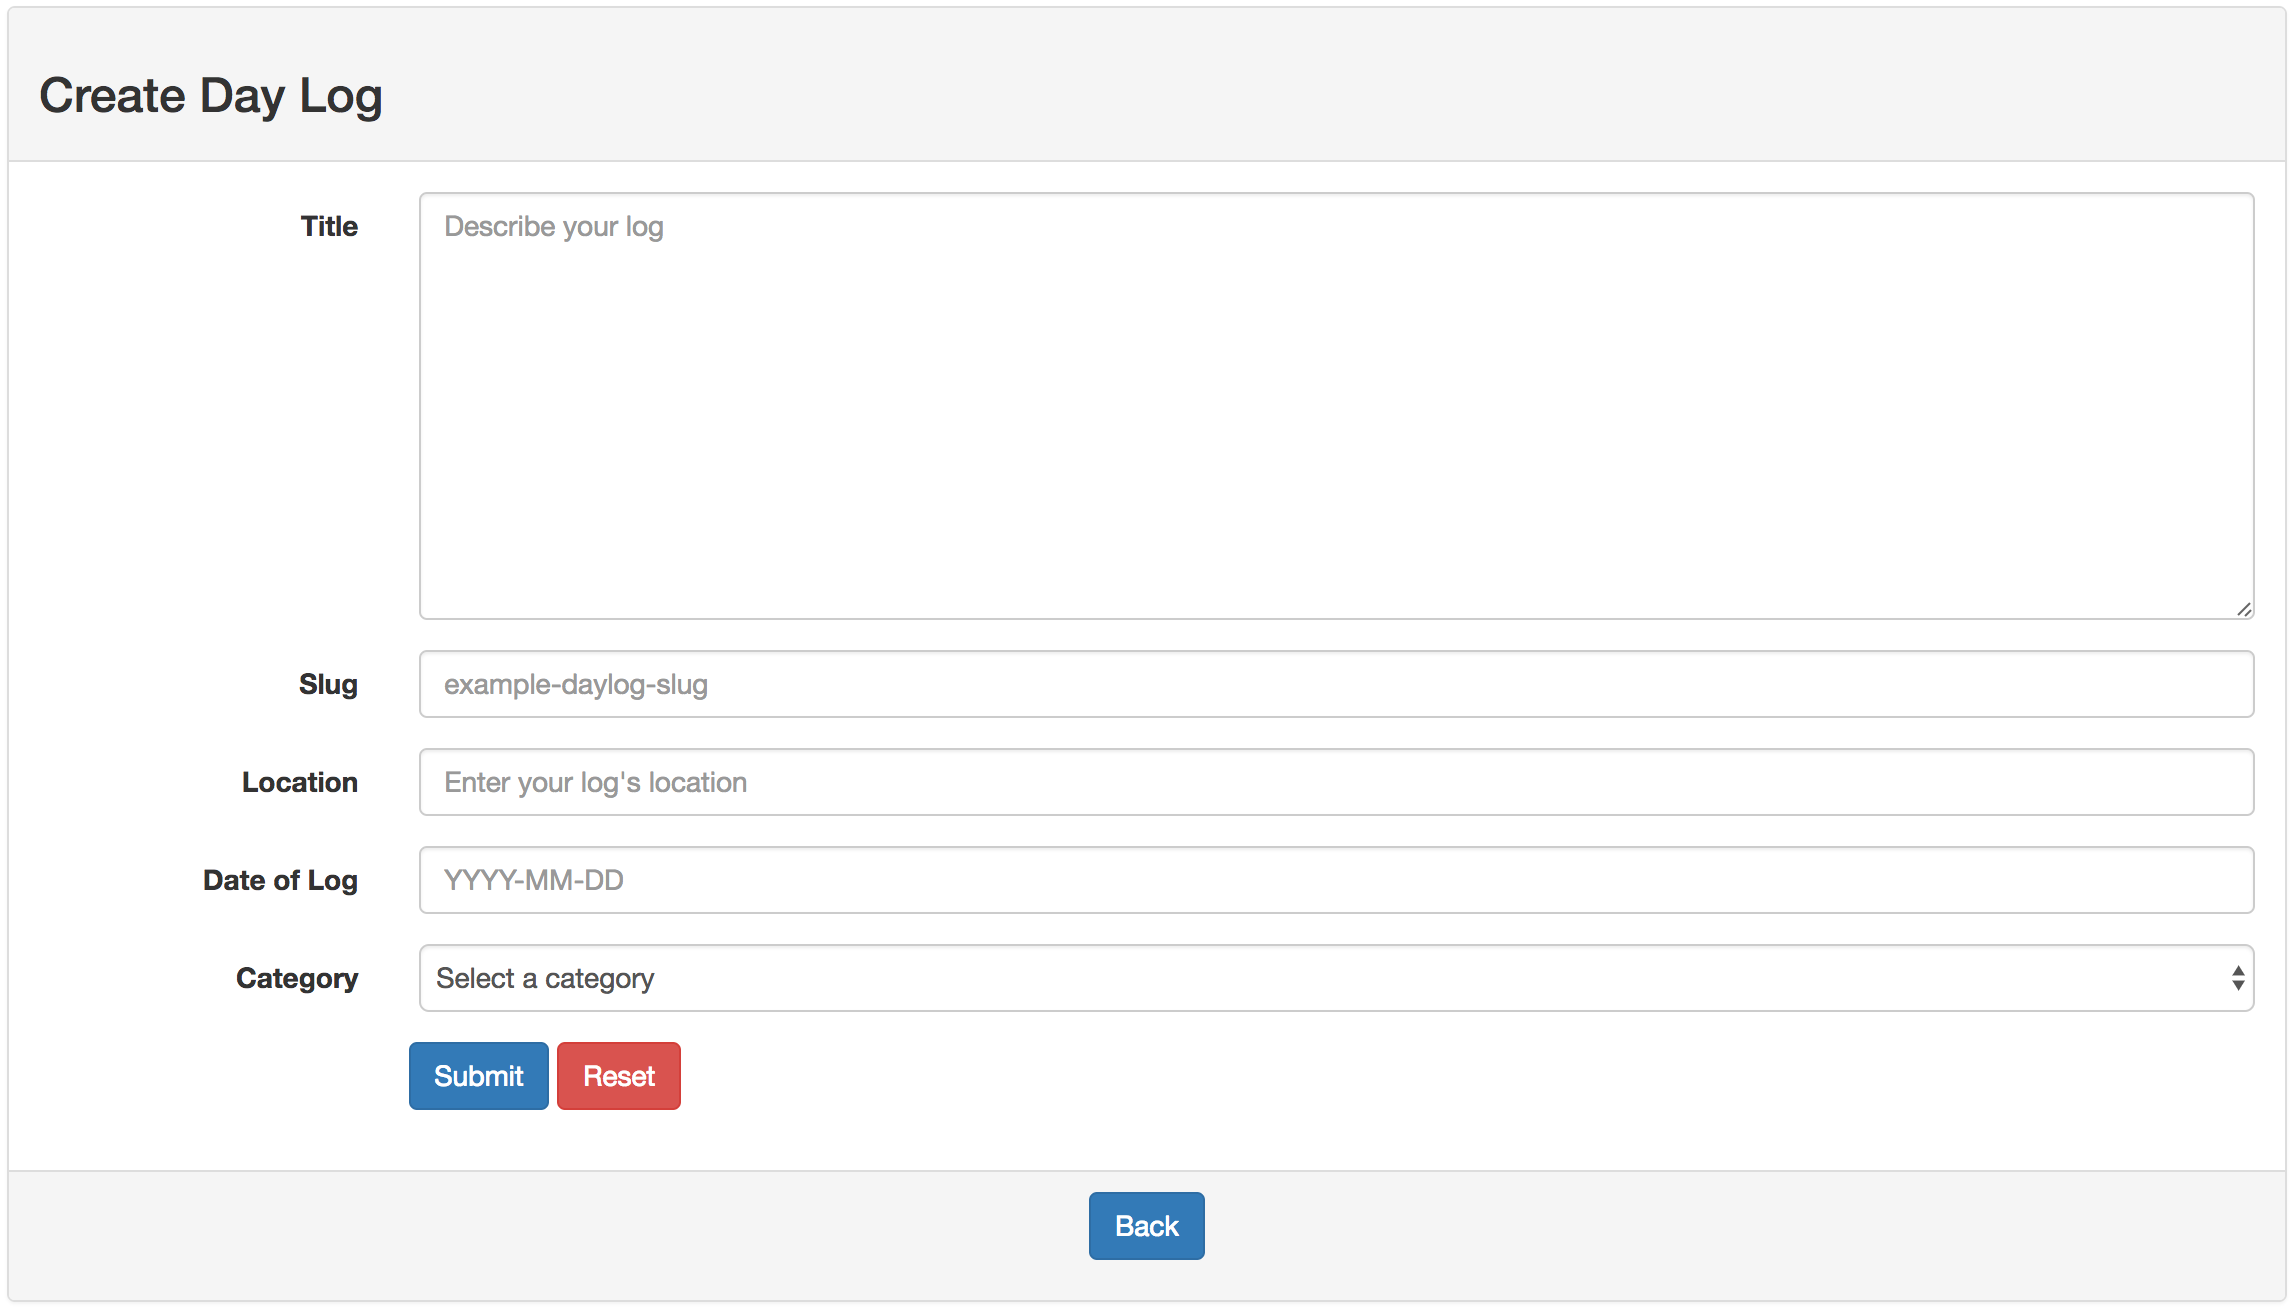 Create Day Log
Title
Describe your log
Slug
example-daylog-slug
Location
Enter your log's location
Date of Log
YYYY-MM-DD
Category
Select a category
Submit
Reset
Back